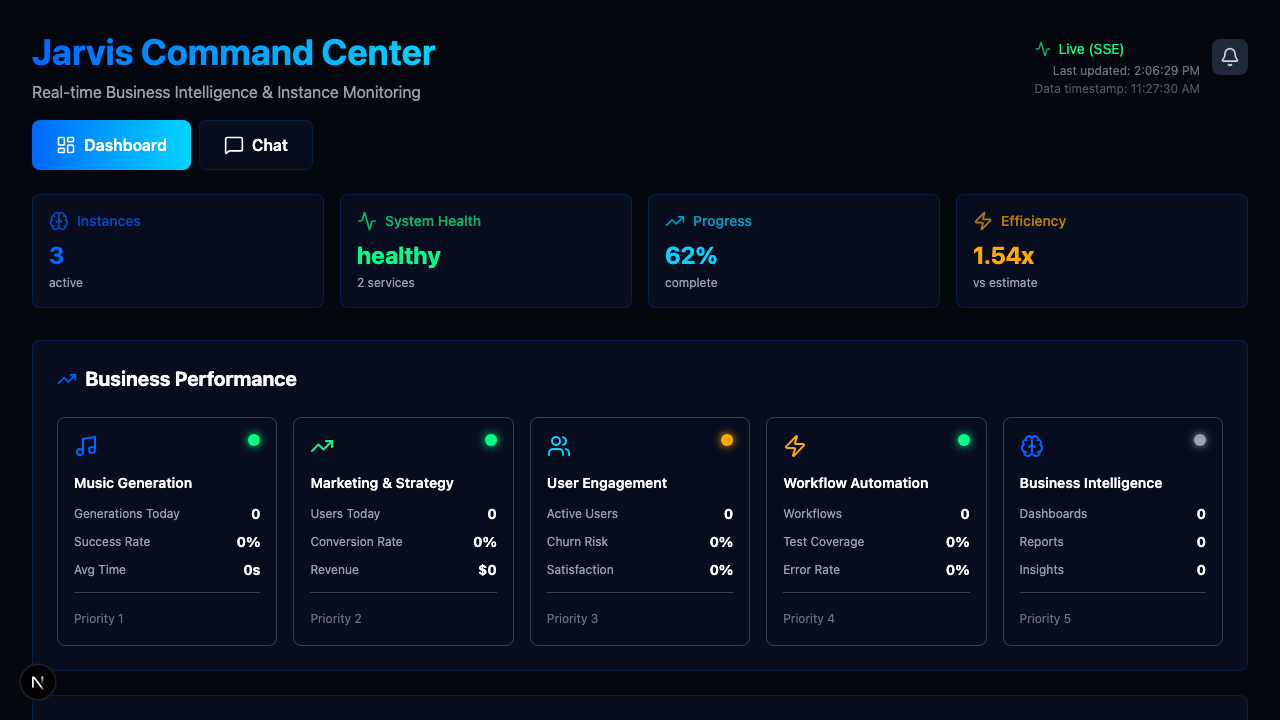 Jarvis Command Center
Real-time Business Intelligence & Instance Monitoring
Live (SSE)
Last updated: 2:06:29 PM
Data timestamp: 11:27:30 AM
Dashboard
Chat
Instances
3
active
System Health
healthy
2 services
Progress
62%
complete
Efficiency
1.54x
vs estimate
Business Performance
Music Generation
Generations Today 0
Success Rate 0%
Avg Time 0s
Priority 1
Marketing & Strategy
Users Today 0
Conversion Rate 0%
Revenue $0
Priority 2
User Engagement
Active Users 0
Churn Risk 0%
Satisfaction 0%
Priority 3
Workflow Automation
Workflows 0
Test Coverage 0%
Error Rate 0%
Priority 4
Business Intelligence
Dashboards 0
Reports 0
Insights 0
Priority 5
N